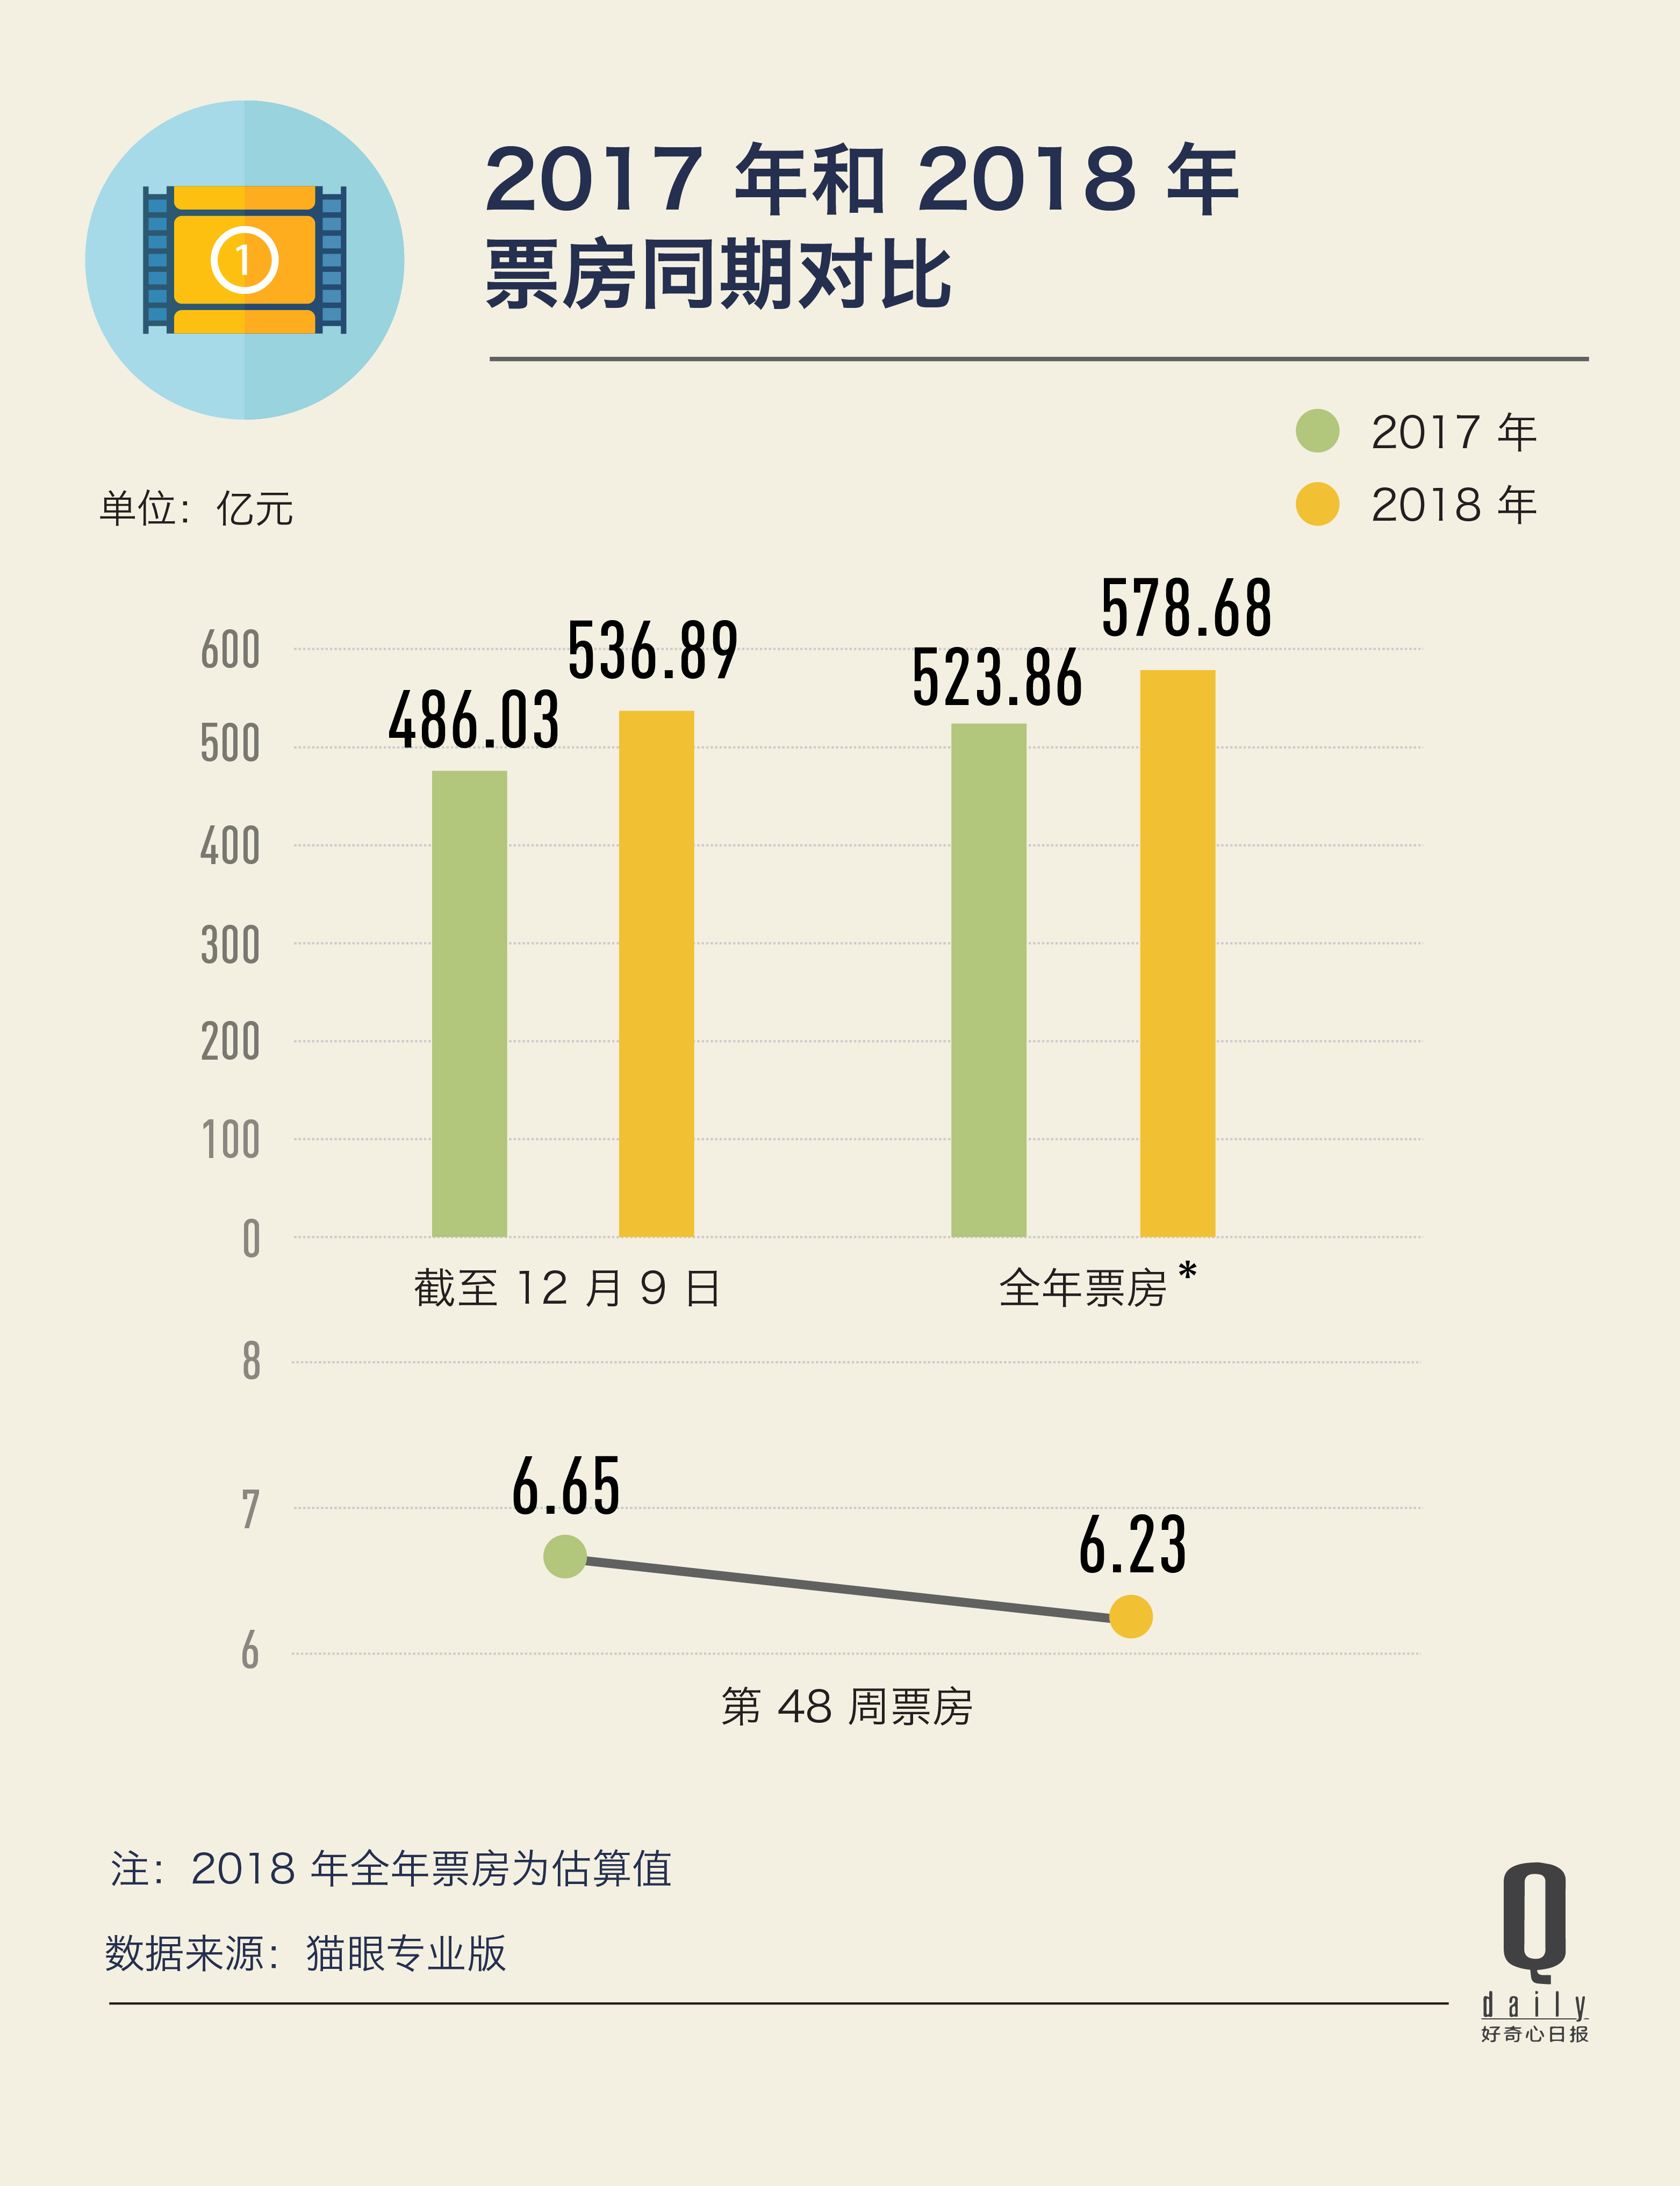 1
2017 年和 2018 年
票房同期对比
2017 年
2018 年
单位：亿元
578.68
536.89
600
523.86
486.03
500
400
300
200
100
0
截至 12 月 9 日
全年票房*
8
6.65
7
6.23
6
第 48 周票房
注：2018 年全年票房为估算值
数据来源：猫眼专业版
Q
daily
好奇心日报